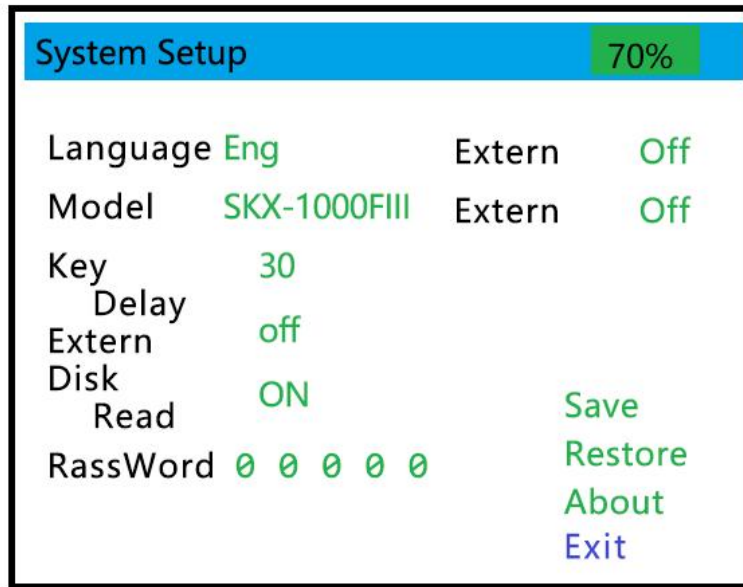 System Setup 70%
Language Eng Extern Off
Model SKX-1000FIII Extern Off
Key 30
Delay
Extern off
Disk
Read ON
RassWord 0 0 0 0 0
Save
Restore
About
Exit